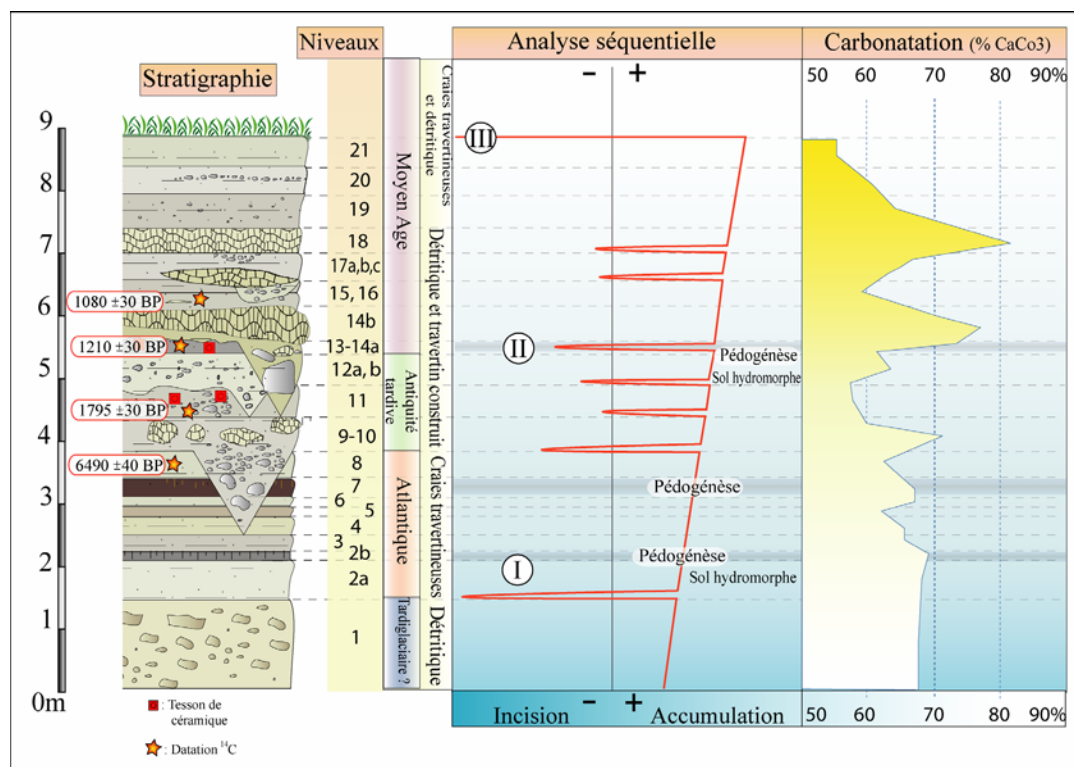 Niveaux
Analyse séquentielle
Carbonatation (% CaCo3)
Stratigraphie
- +
50 60 70 80 90%
9
8
7
6
5
4
3
2
1
0m
1080 ±30 BP
1210 ±30 BP
1795 ±30 BP
6490 ±40 BP
21
20
19
18
17a,b,c
15, 16
14b
13-14a
12a, b
11
9-10
8
7
6
5
4
3
2b
2a
1
Moyen Age
Antiquité
tardive
Atlantique
Tardiglaciaire ?
Craies travertineuses
et détritique
Détritique et travertin construit
Craies travertineuses
Détritique
III
II
Pédogénèse
Sol hydromorphe
Pédogénèse
Pédogénèse
I
Sol hydromorphe
- +
Incision
Accumulation
50 60 70 80 90%
: Tesson de
céramique
: Datation ¹⁴C